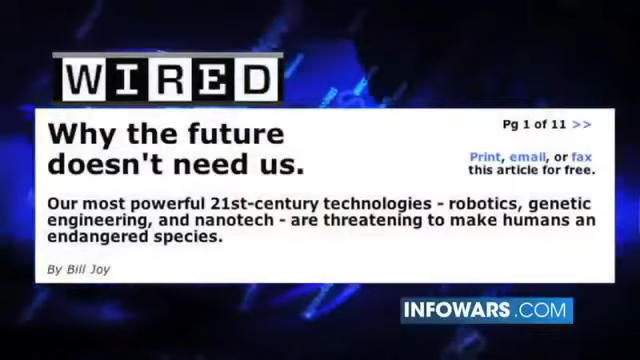 WIRED
Why the future
doesn't need us.
Pg 1 of 11 >>
Print, email, or fax
this article for free.
Our most powerful 21st-century technologies - robotics, genetic
engineering, and nanotech - are threatening to make humans an
endangered species.
By Bill Joy
INFOWARS.COM